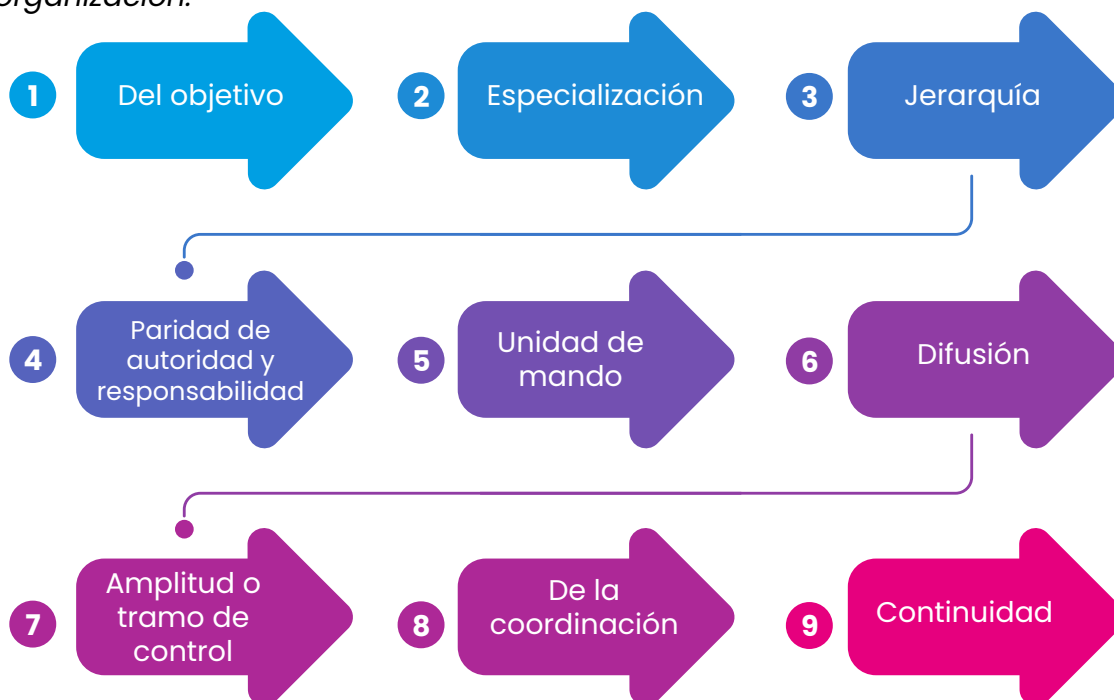 organización.
1
Del objetivo
2
Especialización
3
Jerarquía
4
Paridad de
autoridad y
responsabilidad
5
Unidad de
mando
6
Difusión
7
Amplitud o
tramo de
control
8
De la
coordinación
9
Continuidad